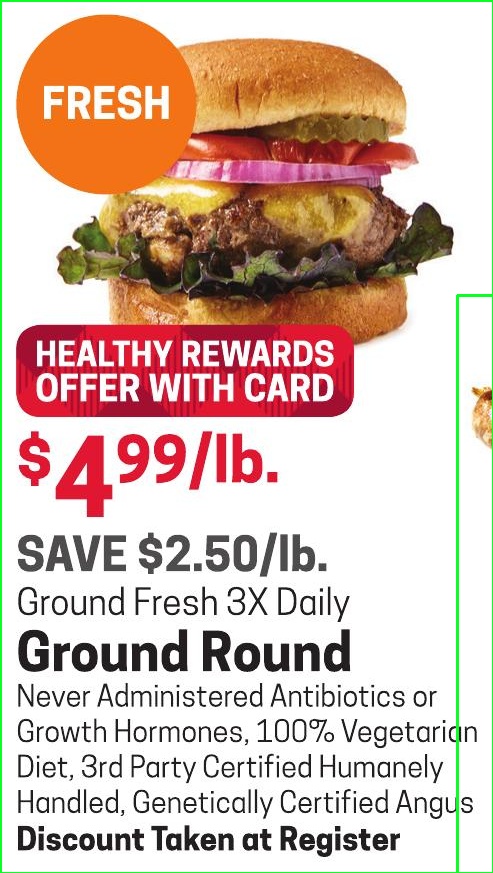 FRESH
HEALTHY REWARDS
OFFER WITH CARD
$4.99/lb.
SAVE $2.50/lb.
Ground Fresh 3X Daily
Ground Round
Never Administered Antibiotics or
Growth Hormones, 100% Vegetarian
Diet, 3rd Party Certified Humanely
Handled, Genetically Certified Angus
Discount Taken at Register